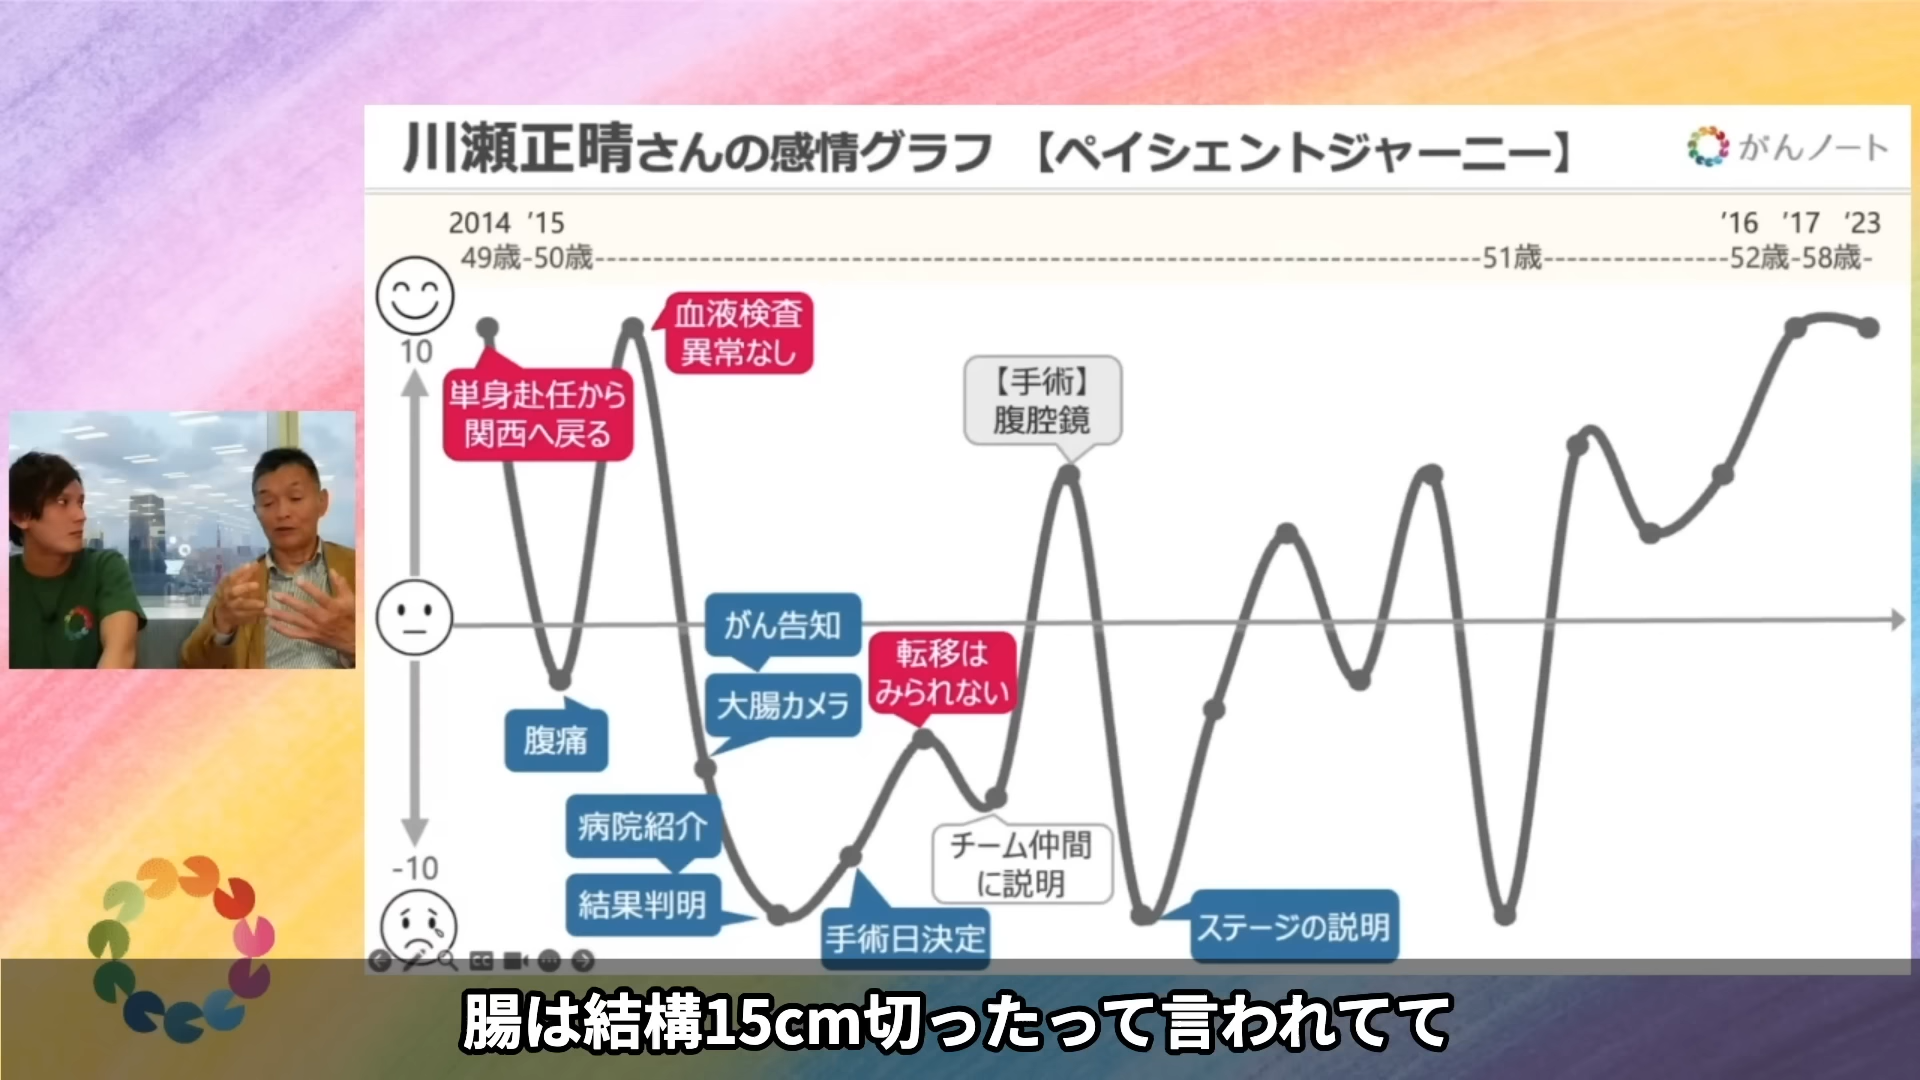 川瀬正晴さんの感情グラフ 【ペイシェントジャーニー】
がんノート
2014 ’15 ’16 ’17 ’23
49歳-50歳------------------------51歳------------52歳-58歳-
10
血液検査
異常なし
単身赴任から
関西へ戻る
【手術】
腹腔鏡
がん告知
転移は
みられない
大腸カメラ
腹痛
病院紹介
チーム仲間
に説明
-10
結果判明
手術日決定
ステージの説明
CC
腸は結構15cm切ったって言われてて